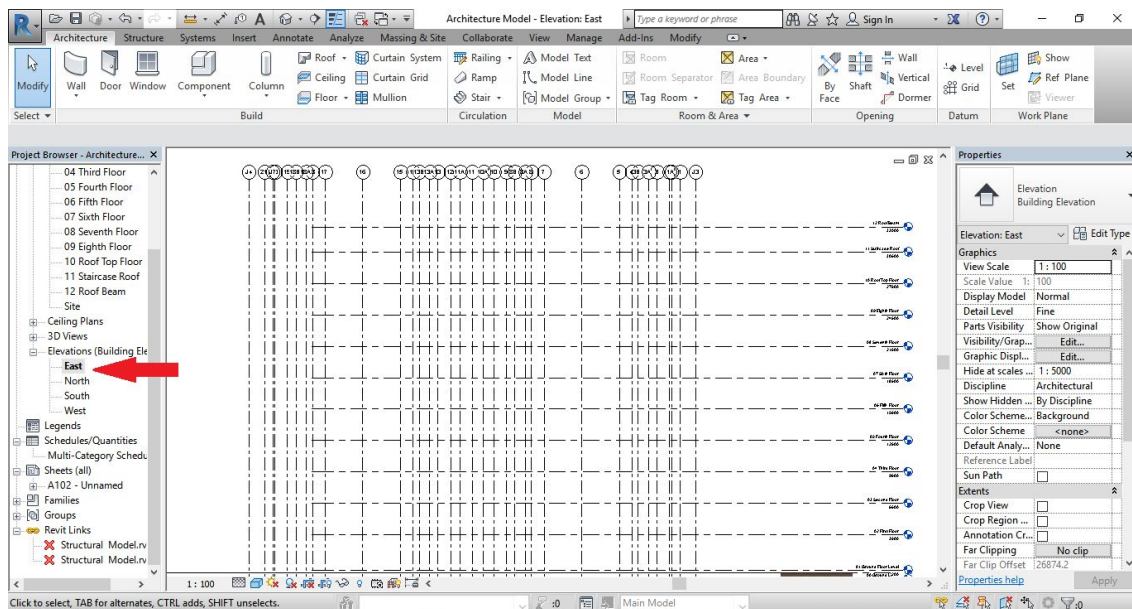 Architecture Model - Elevation: East
Type a keyword or phrase
Sign In
Architecture Structure Systems Insert Annotate Analyze Massing & Site Collaborate View Manage Add-Ins Modify
Modify
Wall
Door
Window
Component
Column
Roof
Ceiling
Floor
Curtain System
Curtain Grid
Mullion
Railing
Ramp
Stair
Model Text
Model Line
Model Group
Room
Room Separator
Tag Room
Area
Area Boundary
Tag Area
By Face
Shaft
Wall
Vertical
Dormer
Level
Grid
Set
Show
Ref Plane
Viewer
Select
Build
Circulation
Model
Room & Area
Opening
Datum
Work Plane
Project Browser - Architecture...
04 Third Floor
05 Fourth Floor
06 Fifth Floor
07 Sixth Floor
08 Seventh Floor
09 Eighth Floor
10 Roof Top Floor
11 Staircase Roof
12 Roof Beam
Site
Ceiling Plans
3D Views
Elevations (Building Ele
East
North
South
West
Legends
Schedules/Quantities
Multi-Category Schedu
Sheets (all)
A102 - Unnamed
Families
Groups
Revit Links
Structural Model.rv
Structural Model.rv
J+
17
16
15
7
6
5
J3
Properties
Elevation
Building Elevation
Elevation: East
Edit Type
Graphics
View Scale 1 : 100
Scale Value 1: 100
Display Model Normal
Detail Level Fine
Parts Visibility Show Original
Visibility/Grap... Edit...
Graphic Displ... Edit...
Hide at scales ... 1 : 5000
Discipline Architectural
Show Hidden ... By Discipline
Color Scheme... Background
Color Scheme <none>
Default Analy... None
Reference Label
Sun Path
Extents
Crop View
Crop Region ...
Annotation Cr...
Far Clipping No clip
Far Clip Offset 26874.2
Properties help
Apply
1 : 100
Click to select, TAB for alternates, CTRL adds, SHIFT unselects.
:0
Main Model
:0